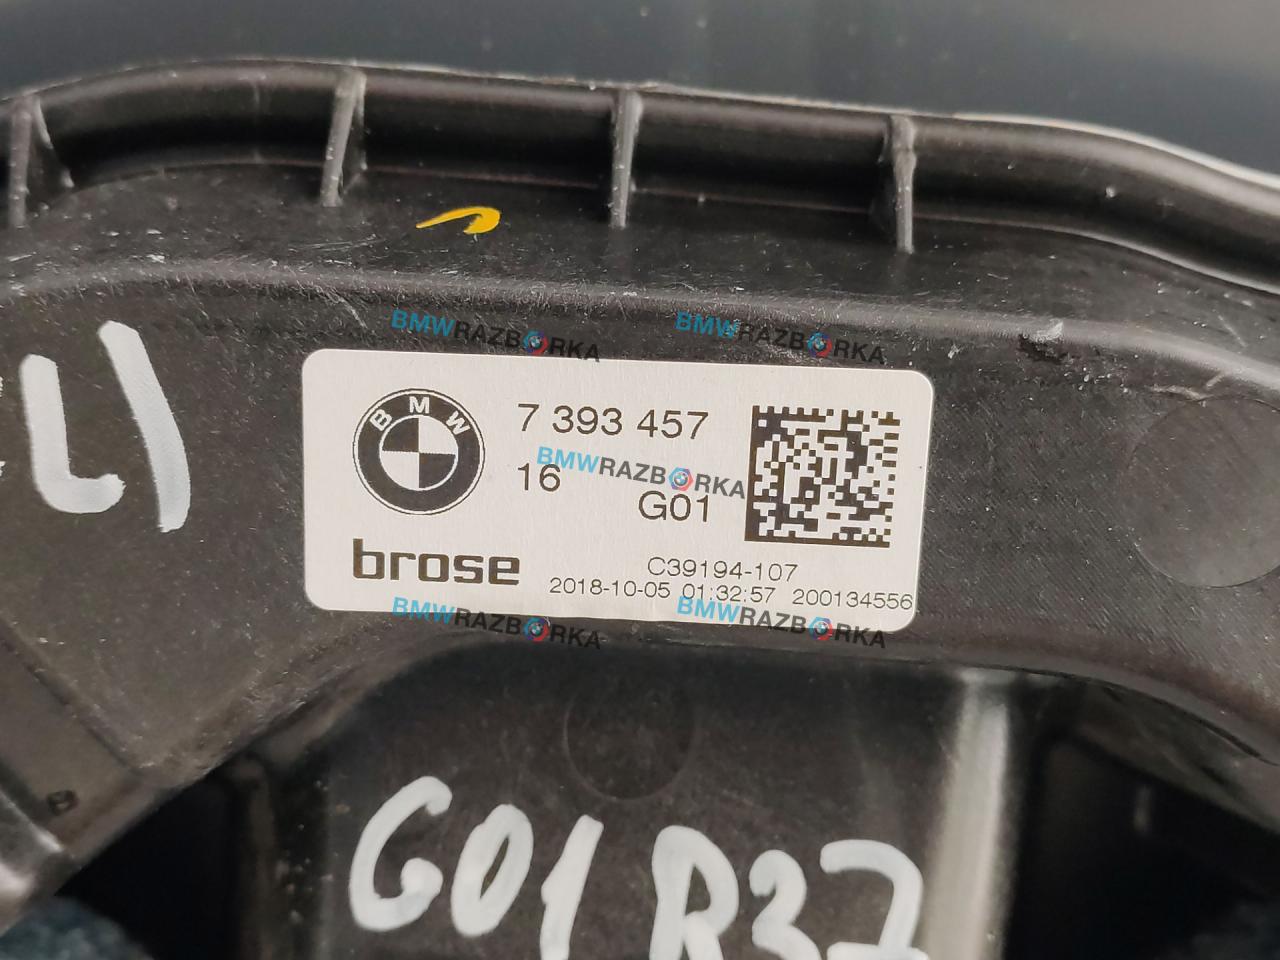 BMWRAZBORKA BMWRAZBORKA
L)
BMW
7 393 457
16
BMWRAZBORKA
G01
brose
C39194-107
2018-10-05 01:32:57 200134556
BMWRAZBORKA BMWRAZBORKA
G01 R37